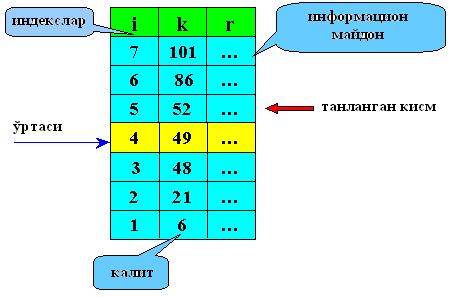 индекслар
информацион
майдон
i k r
7 101 ...
6 86 ...
5 52 ...
танланган кисм
ўртаси
4 49 ...
3 48 ...
2 21 ...
1 6 ...
калит